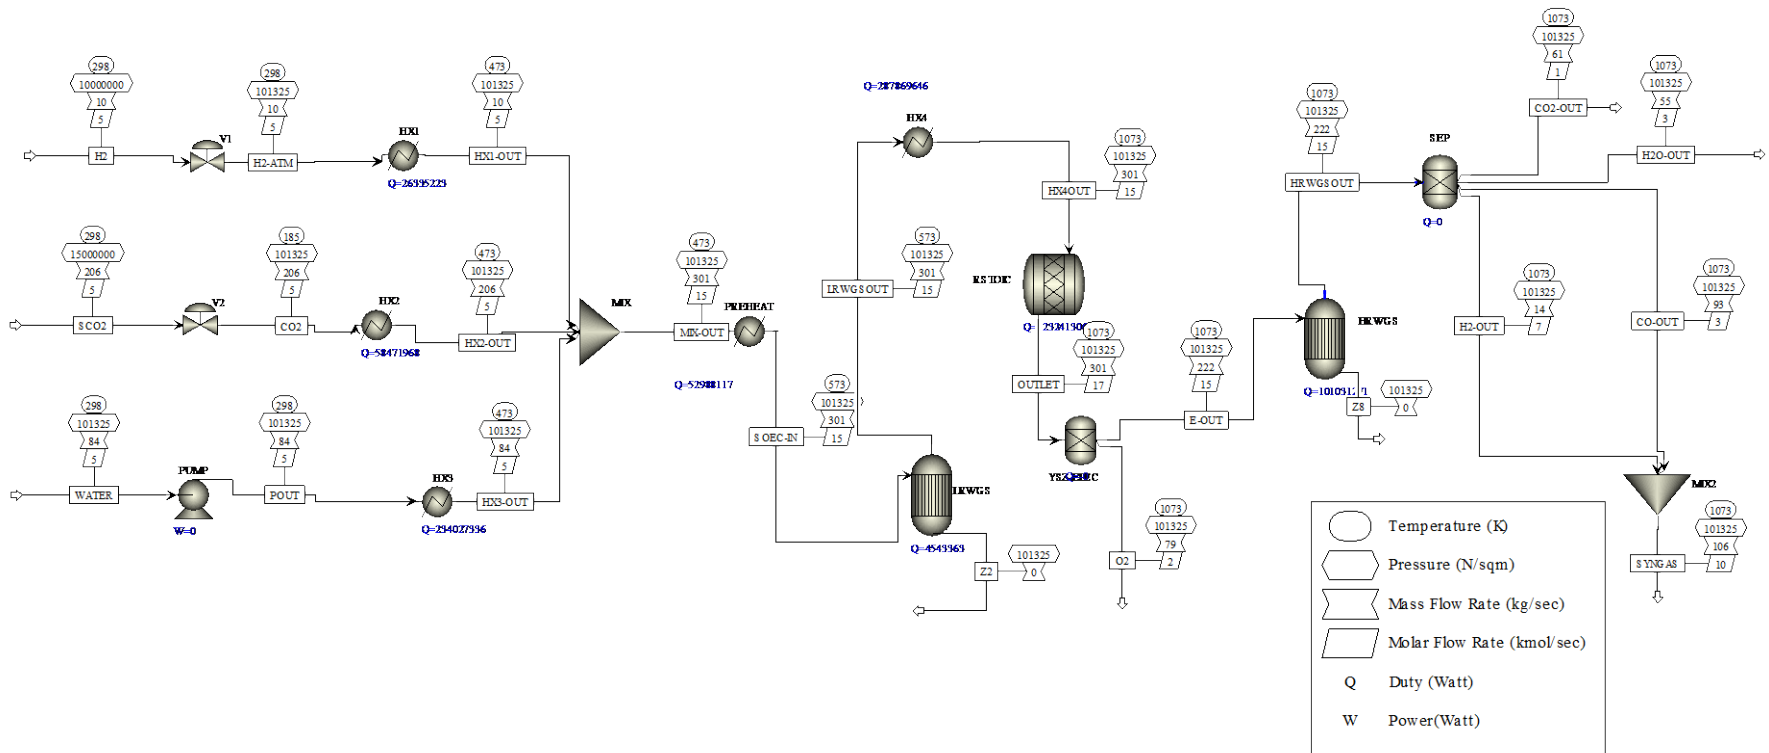 298
10000000
10
5
H2
V1
298
101325
10
5
H2-ATM
HX1
Q=26395223
473
101325
10
5
HX1-OUT
298
15000000
206
5
SCO2
V2
185
101325
206
5
CO2
HX2
Q=58471968
473
101325
206
5
HX2-OUT
298
101325
84
5
WATER
PUMP
W=0
298
101325
84
5
POUT
HX3
473
101325
84
5
HX3-OUT
MIX
473
101325
301
15
MIX-OUT
PREHEAT
Q=52988117
573
101325
301
15
SOEC-IN
LRWGS
Q=4543363
101325
0
Z2
573
101325
301
15
LRWGSOUT
Q=287869646
HX4
1073
101325
301
15
HX4OUT
RSTOIC
1073
101325
301
17
OUTLET
1073
101325
79
2
O2
1073
101325
222
15
E-OUT
HRWGS
101325
0
Z8
1073
101325
222
15
HRWGSOUT
SEP
Q=0
1073
101325
61
1
CO2-OUT
1073
101325
55
3
H2O-OUT
1073
101325
14
7
H2-OUT
1073
101325
93
3
CO-OUT
MIX2
1073
101325
106
10
SYNGAS
Temperature (K)
Pressure (N/sqm)
Mass Flow Rate (kg/sec)
Molar Flow Rate (kmol/sec)
Q Duty (Watt)
W Power(Watt)